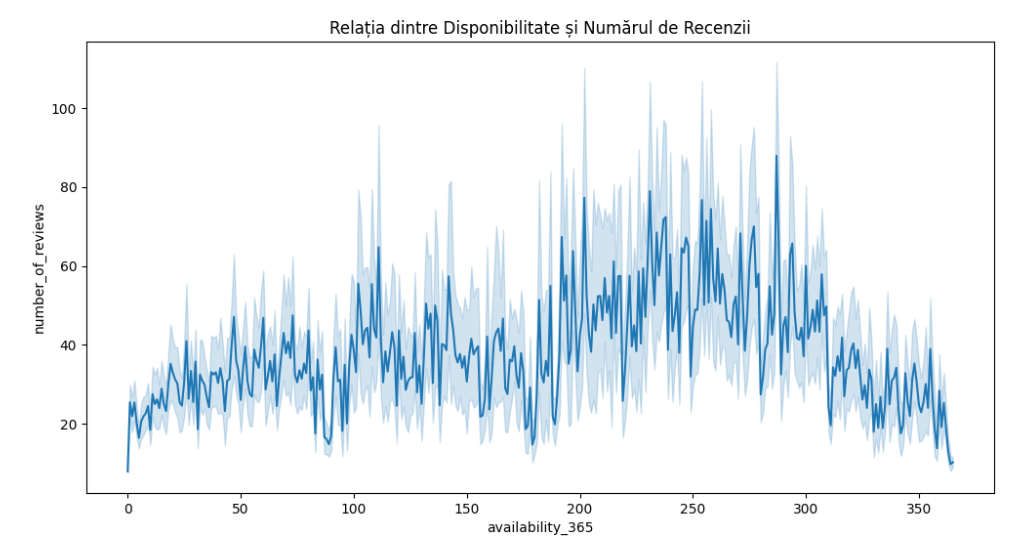 Relația dintre Disponibilitate și Numărul de Recenzii
100
80
60
40
20
number_of_reviews
0 50 100 150 200 250 300 350
availability_365